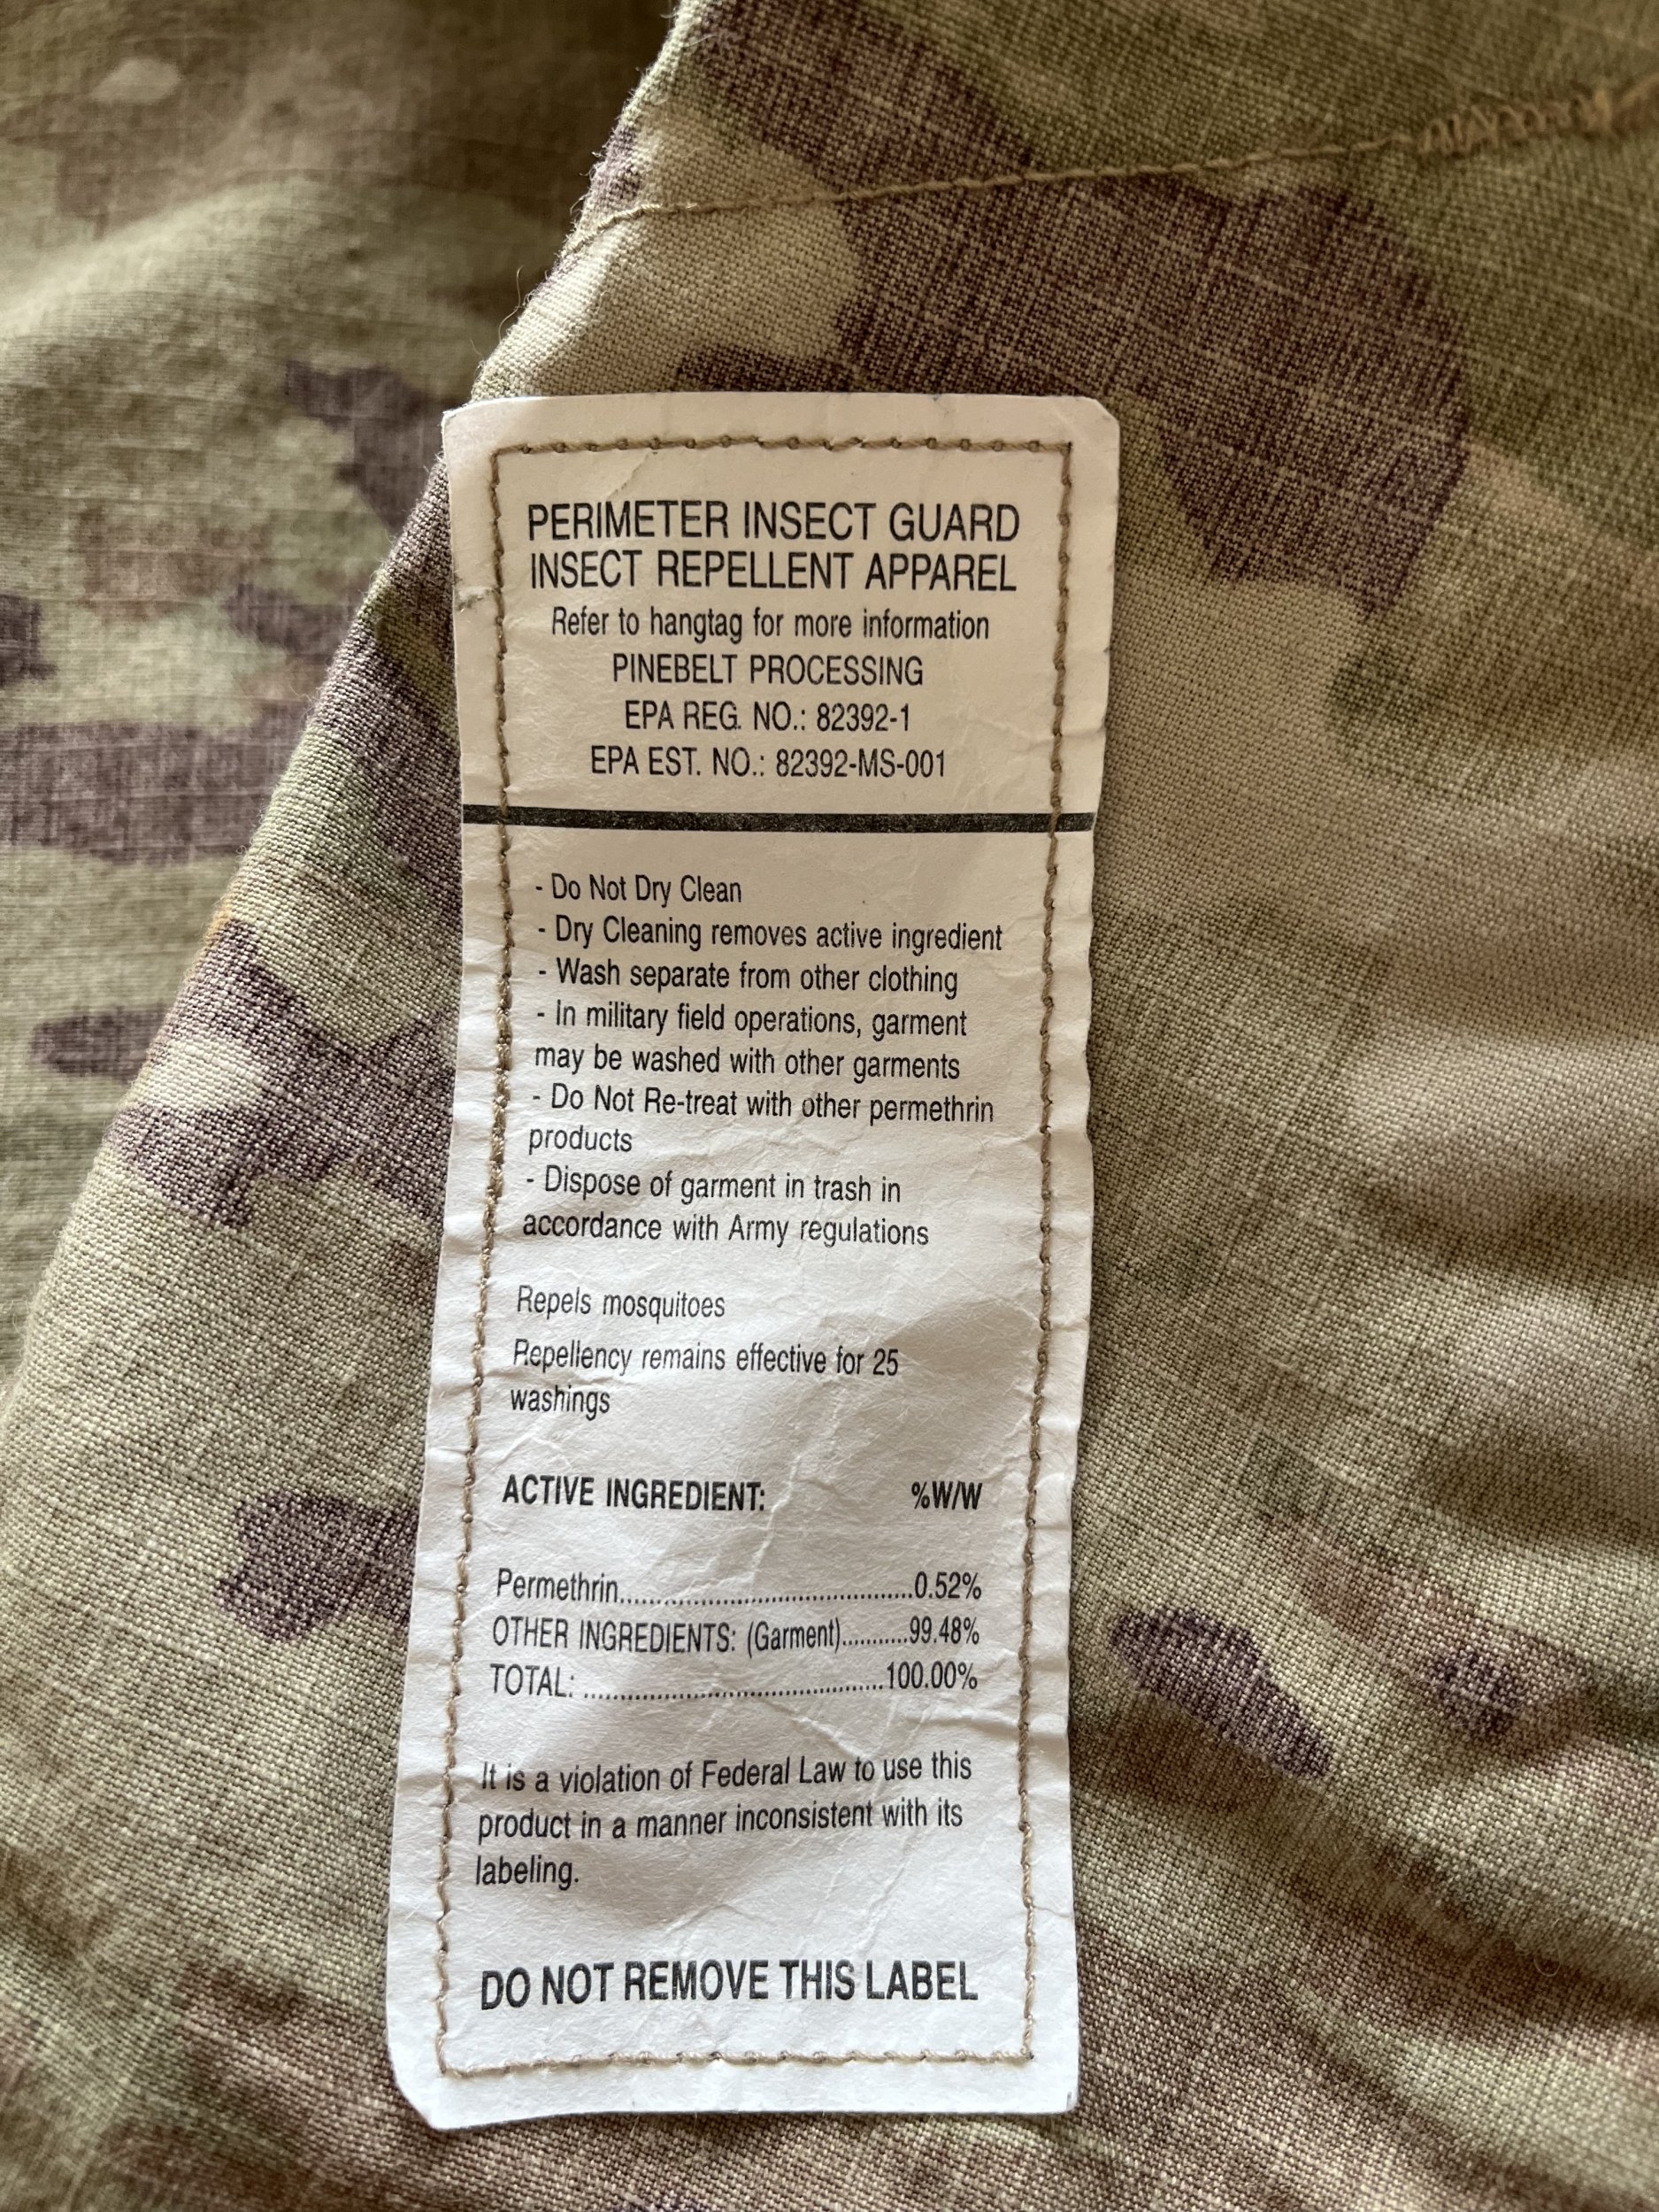 PERIMETER INSECT GUARD
INSECT REPELLENT APPAREL
Refer to hangtag for more information
PINEBELT PROCESSING
EPA REG. NO.: 82392-1
EPA EST. NO.: 82392-MS-001
- Do Not Dry Clean
- Dry Cleaning removes active ingredient
- Wash separate from other clothing
- In military field operations, garment
may be washed with other garments
- Do Not Re-treat with other permethrin
products
- Dispose of garment in trash in
accordance with Army regulations
Repels mosquitoes
Repellency remains effective for 25
washings
ACTIVE INGREDIENT: %W/W
Permethrin..........................................0.52%
OTHER INGREDIENTS: (Garment)...........99.48%
TOTAL: ..........................................100.00%
It is a violation of Federal Law to use this
product in a manner inconsistent with its
labeling.
DO NOT REMOVE THIS LABEL